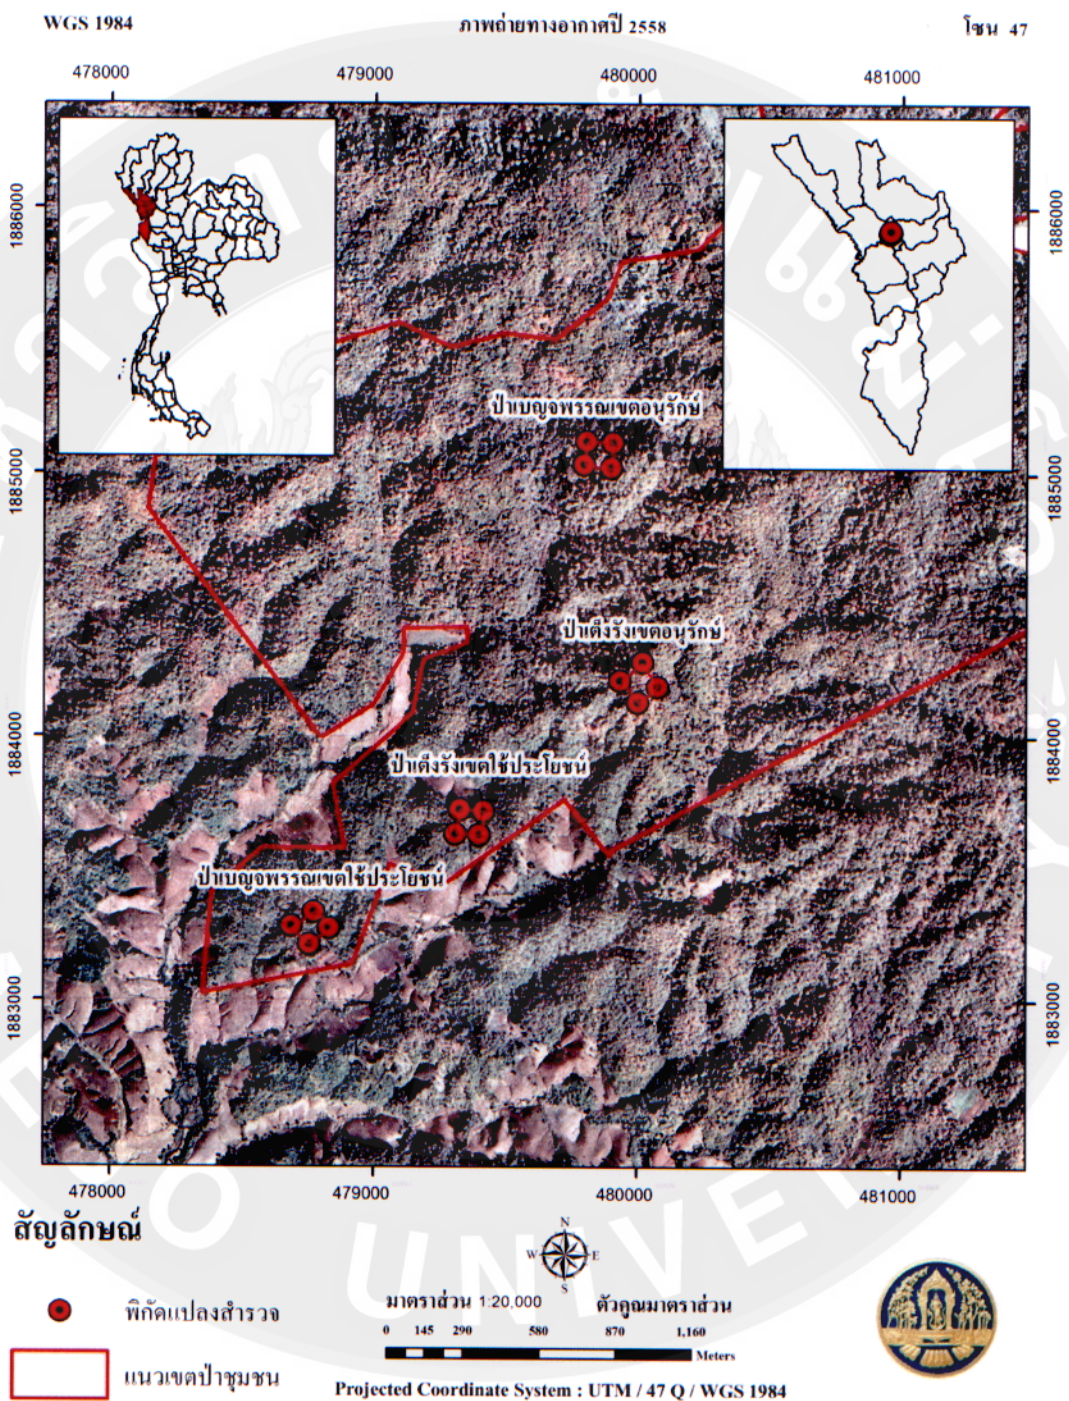 WGS 1984 ภาพถ่ายทางอากาศปี 2558 โซน 47
478000 479000 480000 481000
1886000 1886000
ป่าเบญจพรรณเขตอนุรักษ์
1885000 1885000
ป่าเต็งรังเขตอนุรักษ์
1884000 1884000
ป่าเต็งรังเขตใช้ประโยชน์
ป่าเบญจพรรณเขตใช้ประโยชน์
1883000 1883000
478000 479000 480000 481000
สัญลักษณ์
N
W E
S
พิกัดแปลงสำรวจ
มาตราส่วน 1:20,000 ตัวคูณมาตราส่วน
0 145 290 580 870 1,160
Meters
แนวเขตป่าชุมชน
Projected Coordinate System : UTM / 47 Q / WGS 1984
UNIVE